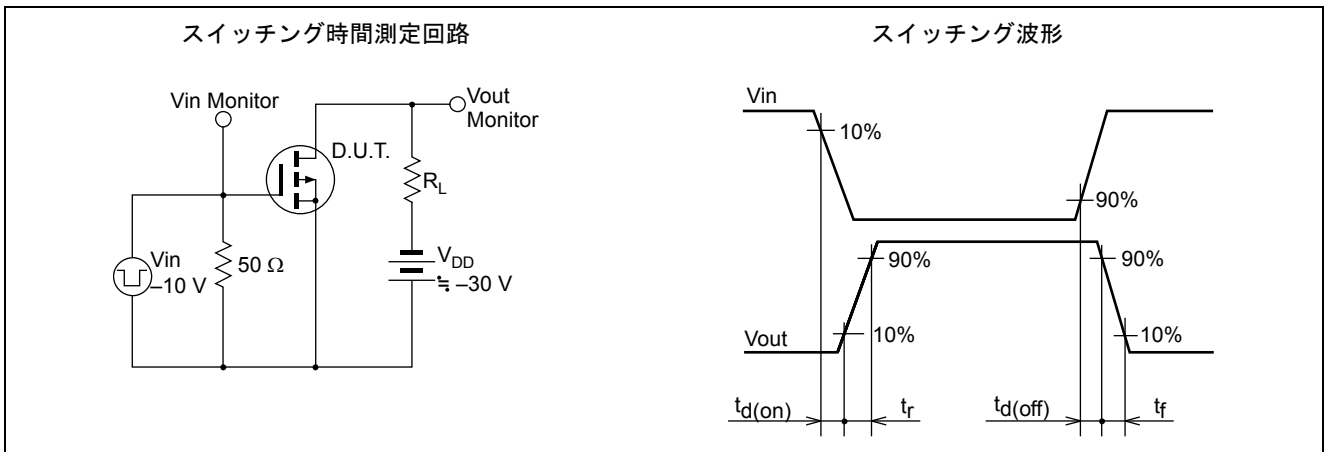 スイッチング時間測定回路
Vin Monitor
Vout
Monitor
D.U.T.
RL
Vin
–10 V
50 Ω
VDD
≒ –30 V
スイッチング波形
Vin
10%
90%
90%
90%
Vout
10%
10%
td(on)
tr
td(off)
tf